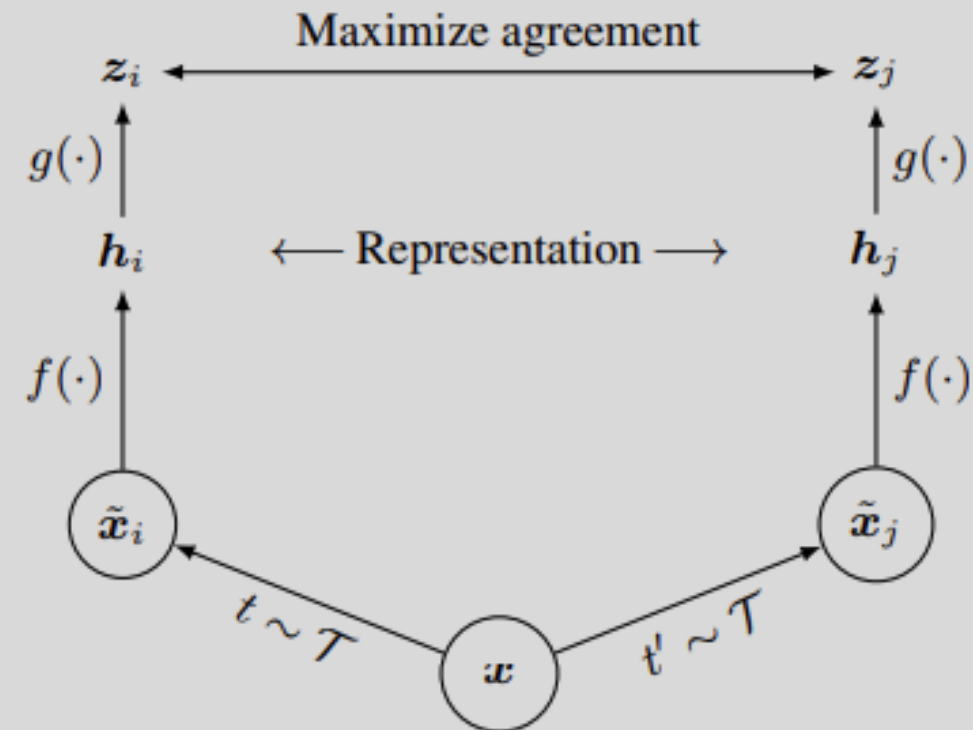 Maximize agreement
z_i z_j
g(·) g(·)
h_i ← Representation → h_j
f(·) f(·)
x̃_i x̃_j
t ~ 𝒯 t' ~ 𝒯
x